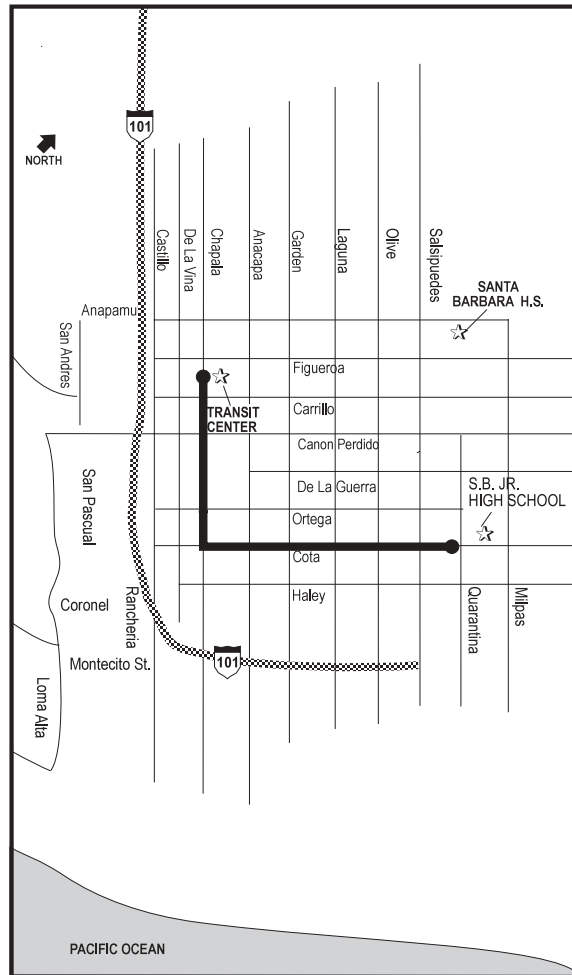 101
NORTH
Castillo
De La Vina
Chapala
Anacapa
Garden
Laguna
Olive
Salsipuedes
SANTA
BARBARA H.S.
Anapamu
San Andres
Figueroa
TRANSIT
CENTER
Carrillo
Canon Perdido
San Pascual
De La Guerra
S.B. JR.
HIGH SCHOOL
Ortega
Cota
Rancheria
Haley
Quarantina
Milpas
Coronel
Montecito St.
101
Loma Alta
PACIFIC OCEAN